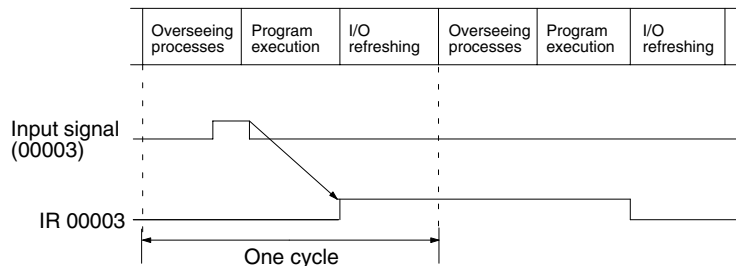 Overseeing processes
Program execution
I/O refreshing
Overseeing processes
Program execution
I/O refreshing
Input signal
(00003)
IR 00003
One cycle